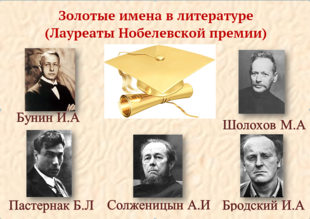 Золотые имена в литературе
(Лауреаты Нобелевской премии)
Бунин И.А
Шолохов М.А
Пастернак Б.Л
Солженицын А.И
Бродский И.А